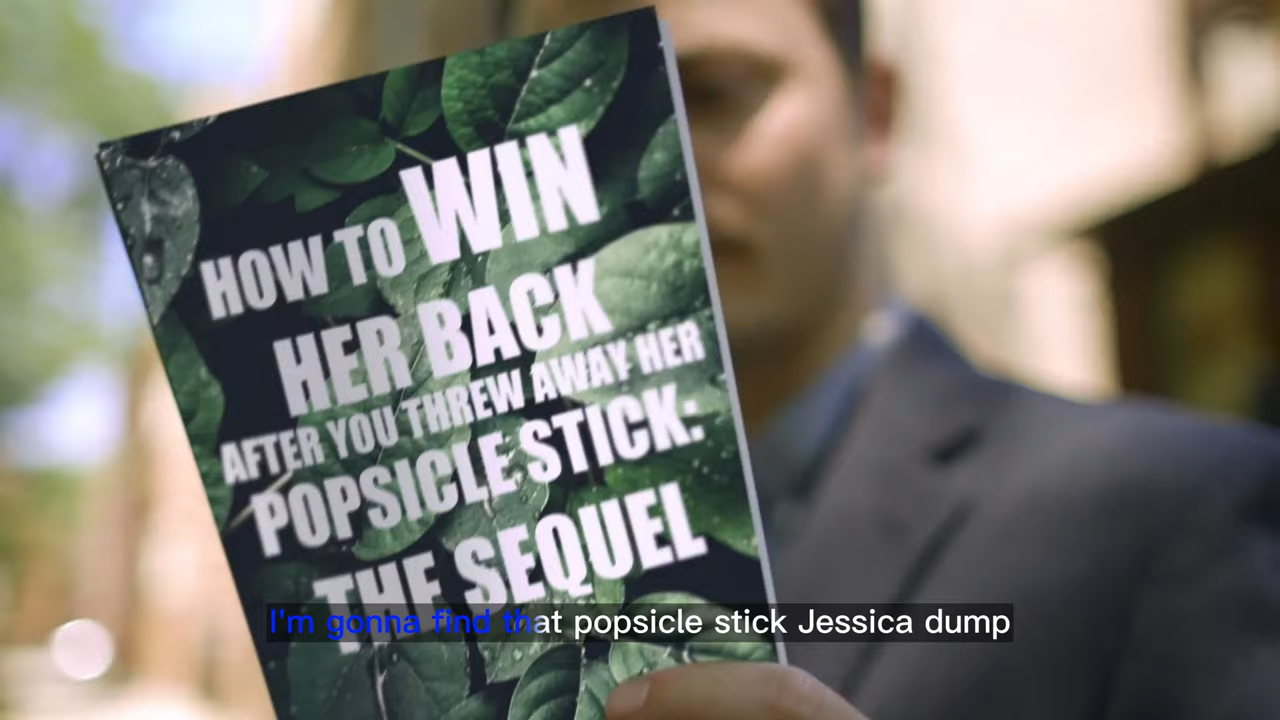 HOW TO WIN
HER BACK
AFTER YOU THREW AWAY HER
POPSICLE STICK:
THE SEQUEL
I'm gonna find that popsicle stick Jessica dump